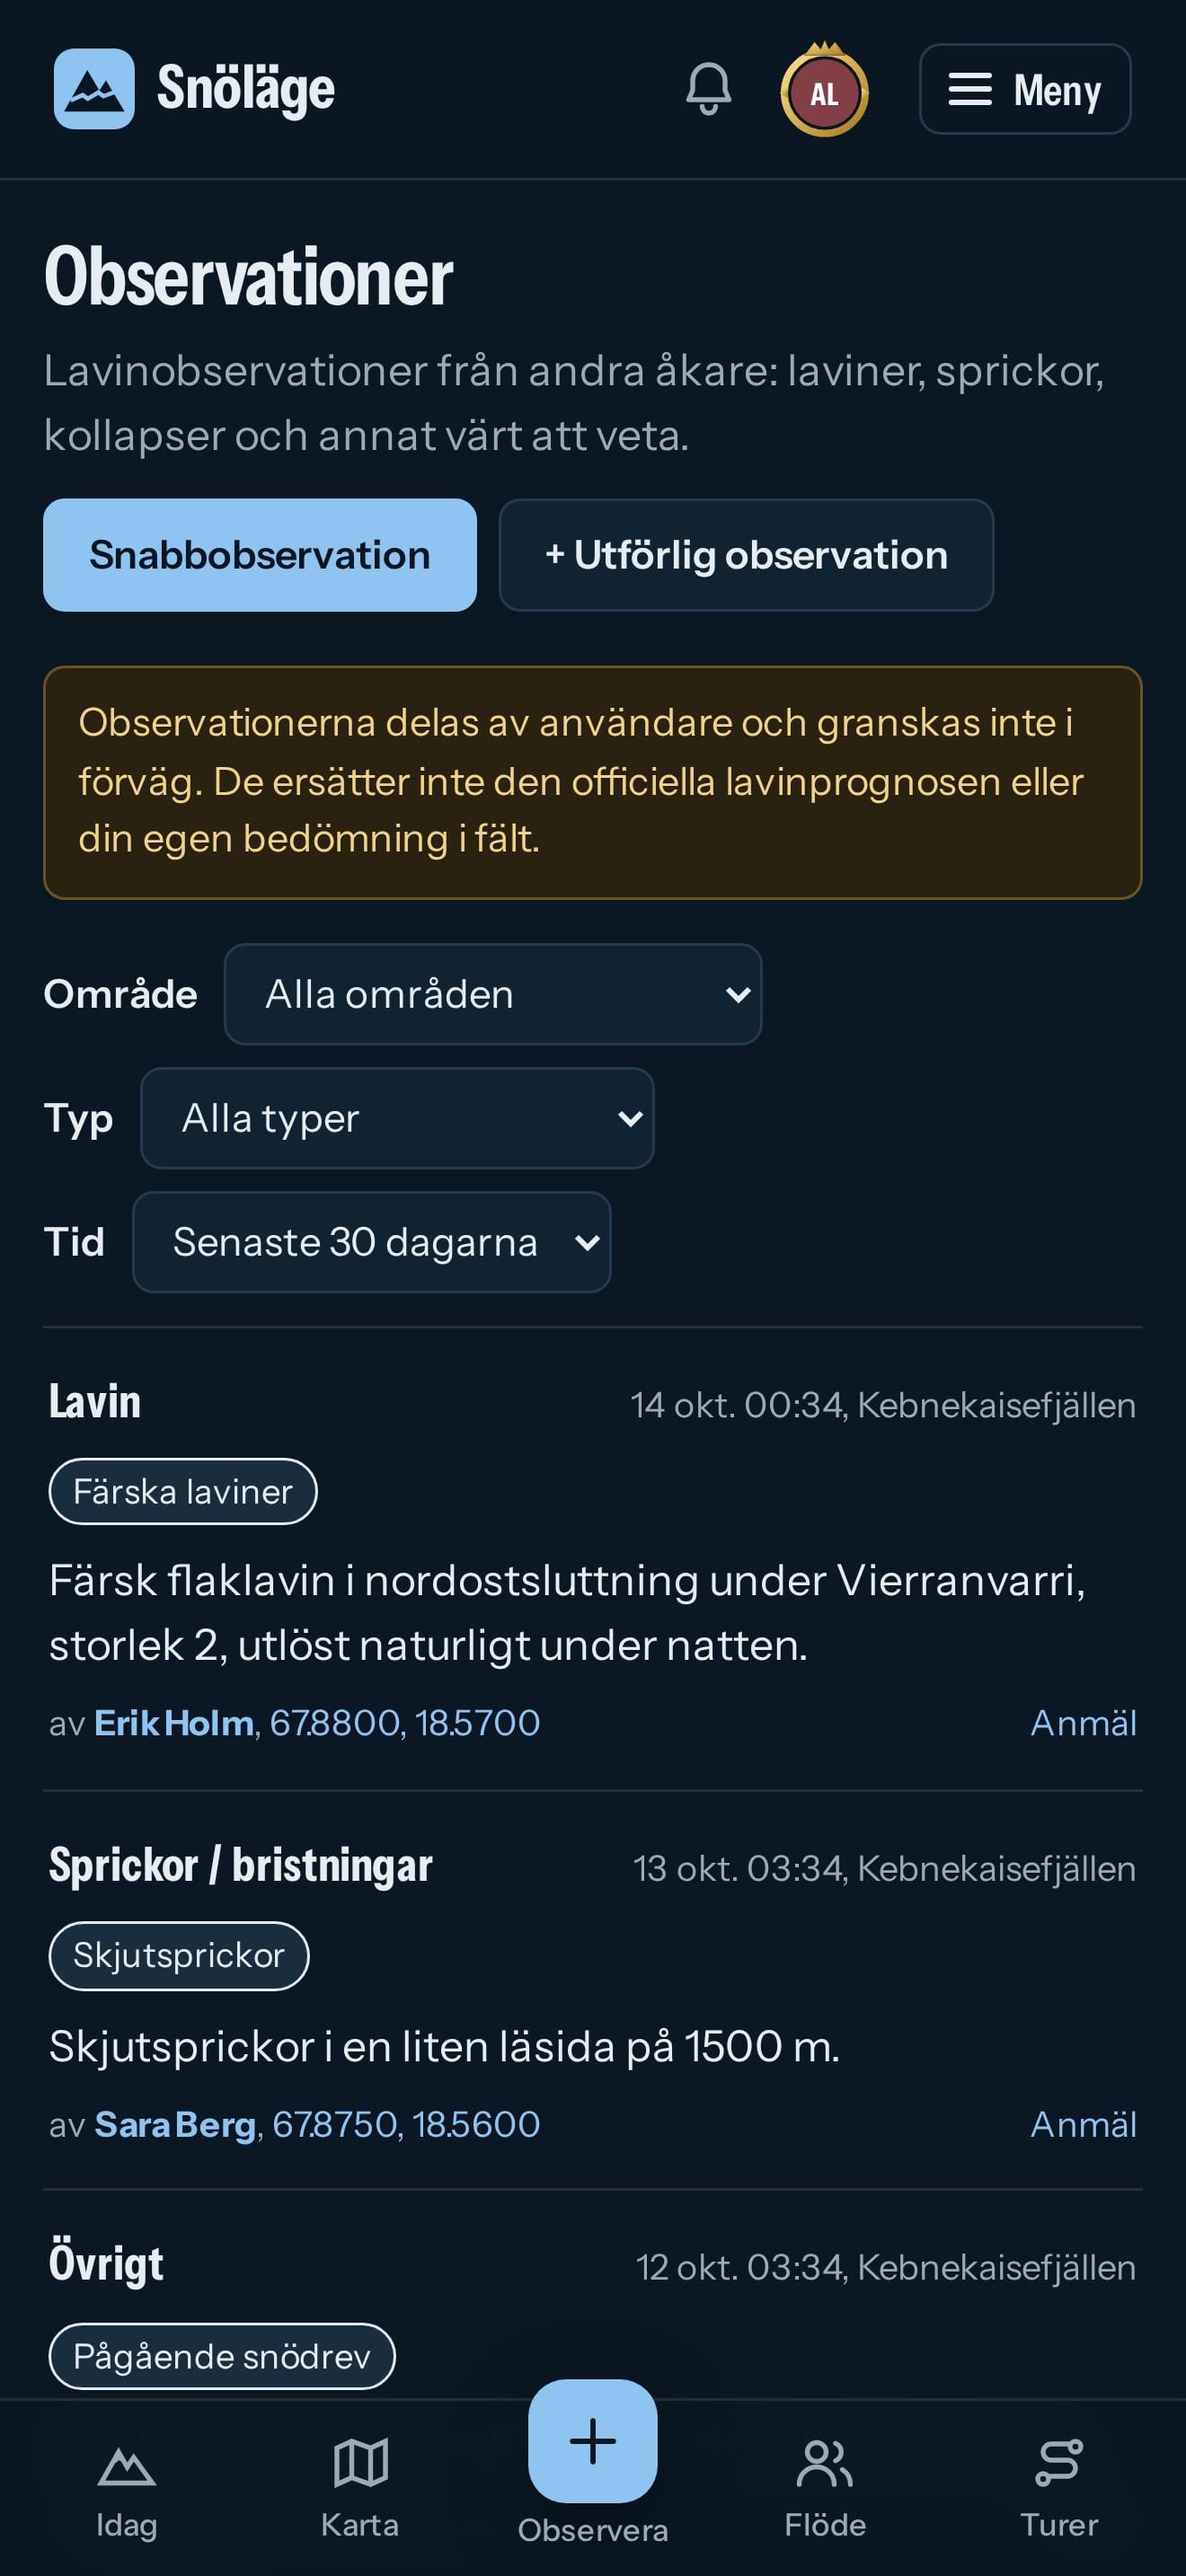 Snöläge
AL
Meny
Observationer
Lavinobservationer från andra åkare: laviner, sprickor,
kollapser och annat värt att veta.
Snabbobservation
+ Utförlig observation
Observationerna delas av användare och granskas inte i
förväg. De ersätter inte den officiella lavinprognosen eller
din egen bedömning i fält.
Område
Alla områden
Typ
Alla typer
Tid
Senaste 30 dagarna
Lavin
14 okt. 00:34, Kebnekaisefjällen
Färska laviner
Färsk flaklavin i nordostsluttning under Vierranvarri,
storlek 2, utlöst naturligt under natten.
av Erik Holm, 67.8800, 18.5700
Anmäl
Sprickor / bristningar
13 okt. 03:34, Kebnekaisefjällen
Skjutsprickor
Skjutsprickor i en liten läsida på 1500 m.
av Sara Berg, 67.8750, 18.5600
Anmäl
Övrigt
12 okt. 03:34, Kebnekaisefjällen
Pågående snödrev
Idag
Karta
Observera
Flöde
Turer